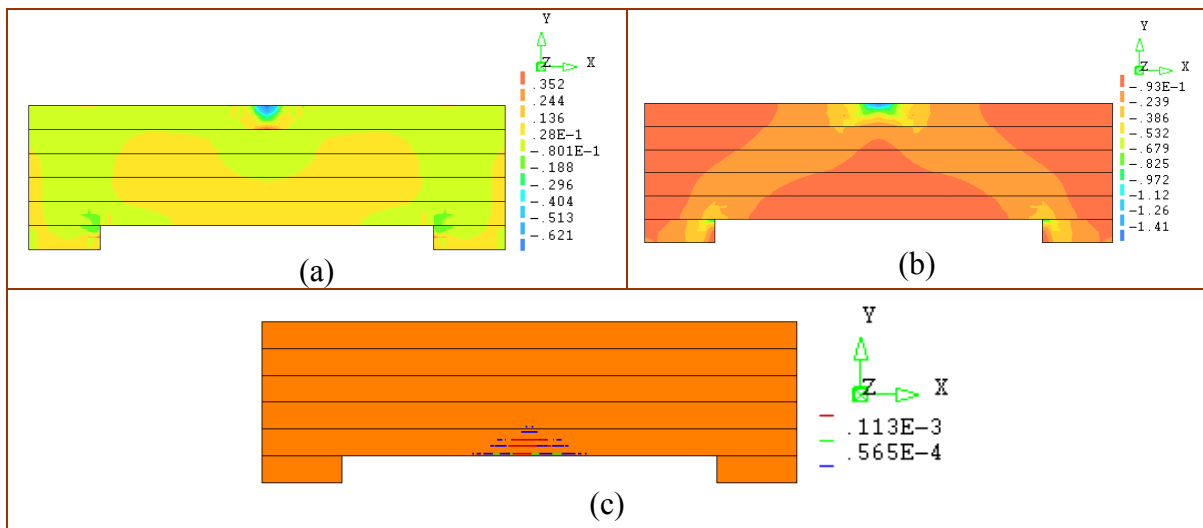 Y
Z X
.352
.244
.136
.28E-1
-.801E-1
-.188
-.296
-.404
-.513
-.621
(a)
Y
Z X
-.93E-1
-.239
-.386
-.532
-.679
-.825
-.972
-1.12
-1.26
-1.41
(b)
Y
Z X
.113E-3
.565E-4
(c)